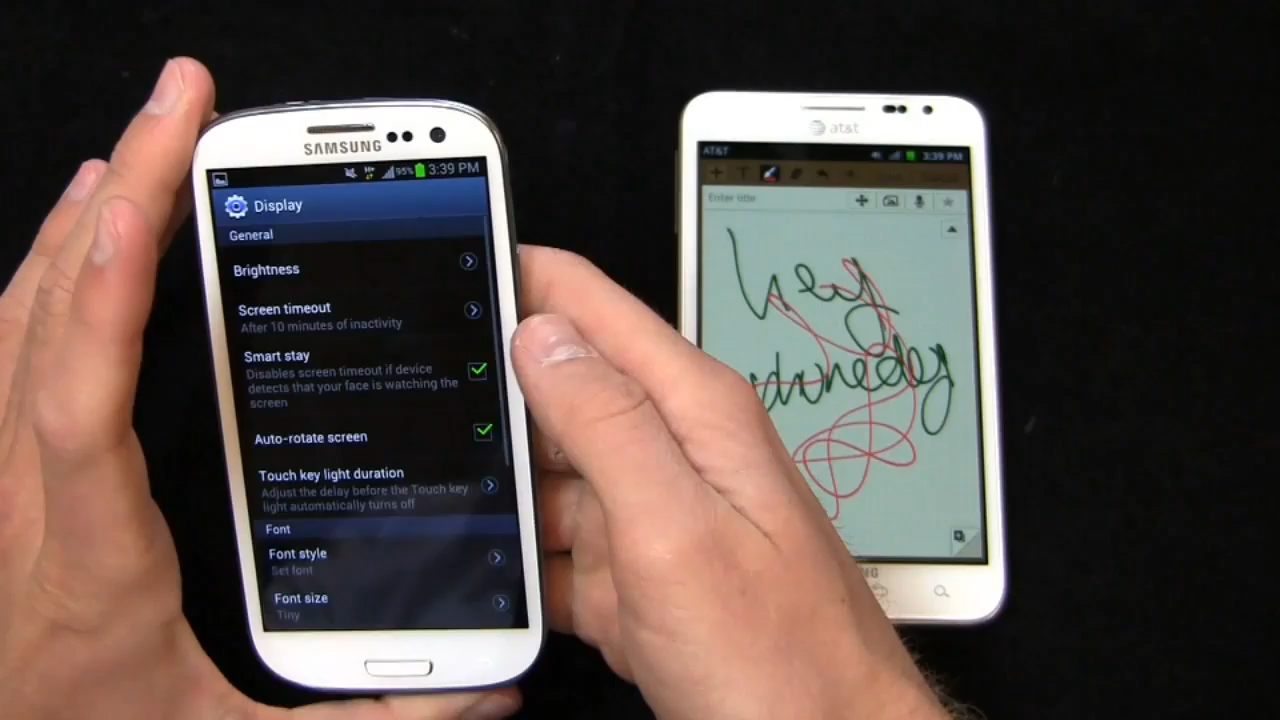 SAMSUNG
H+ 95% 3:39 PM
Display
General
Brightness
Screen timeout
After 10 minutes of inactivity
Smart stay
Disables screen timeout if device
detects that your face is watching the
screen
Auto-rotate screen
Touch key light duration
Adjust the delay before the Touch key
light automatically turns off
Font
Font style
Set font
Font size
Tiny
at&t
AT&T 3:39 PM
T
Enter title
hey
NG